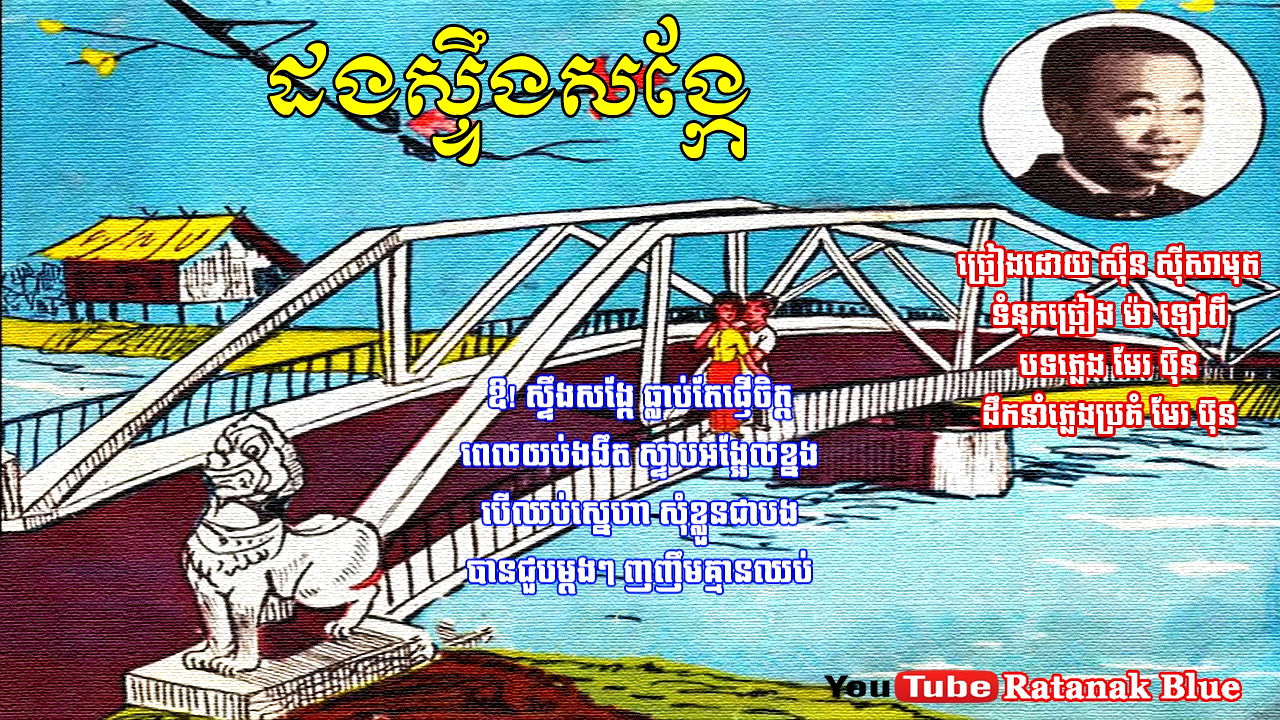 ដងស្ទឹងសង្កែ
ច្រៀងដោយ ស៊ីន ស៊ីសាមុត
ទំនុកច្រៀង ម៉ា ឡៅពី
បទភ្លេង មែរ ប៊ុន
ដឹកនាំភ្លេងប្រគំ មែរ ប៊ុន
ឱ! ស្ទឹងសង្កែ ធ្លាប់តែផ្ញើចិត្ត
ពេលយប់ងងឹត ស្ទាបអង្អែលខ្នង
បើឈប់ស្នេហា សុំខ្លួនជាបង
បានជួបម្ដងៗ ញញឹមគ្មានឈប់
YouTube Ratanak Blue